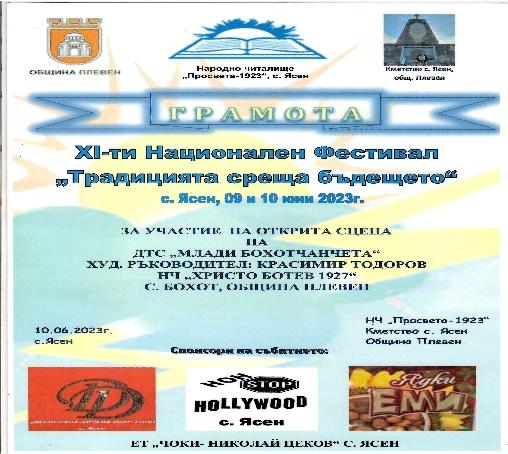 ОБЩИНА ПЛЕВЕН
Народно читалище
„Просвета-1923", с. Ясен
Кметство с. Ясен,
общ. Плевен
ГРАМОТА
XI-ти Национален Фестивал
„Традицията среща бъдещето“
с. Ясен, 09 и 10 юни 2023г.
ЗА УЧАСТИЕ НА ОТКРИТА СЦЕНА
НА
ДТС „МЛАДИ БОХОТЧАНЧЕТА“
ХУД. РЪКОВОДИТЕЛ: КРАСИМИР ТОДОРОВ
НЧ „ХРИСТО БОТЕВ 1927“
С. БОХОТ, ОБЩИНА ПЛЕВЕН
10.06.2023г.
с.Ясен
НЧ „Просвета-1923"
Кметство с. Ясен
Община Плевен
Спонсори на събитието:
с. Ясен
NON
STOP
HOLLYWOOD
с. Ясен
Ядки
ЕМИ
ЕТ „ЧОКИ- НИКОЛАЙ ЦЕКОВ“ С. ЯСЕН